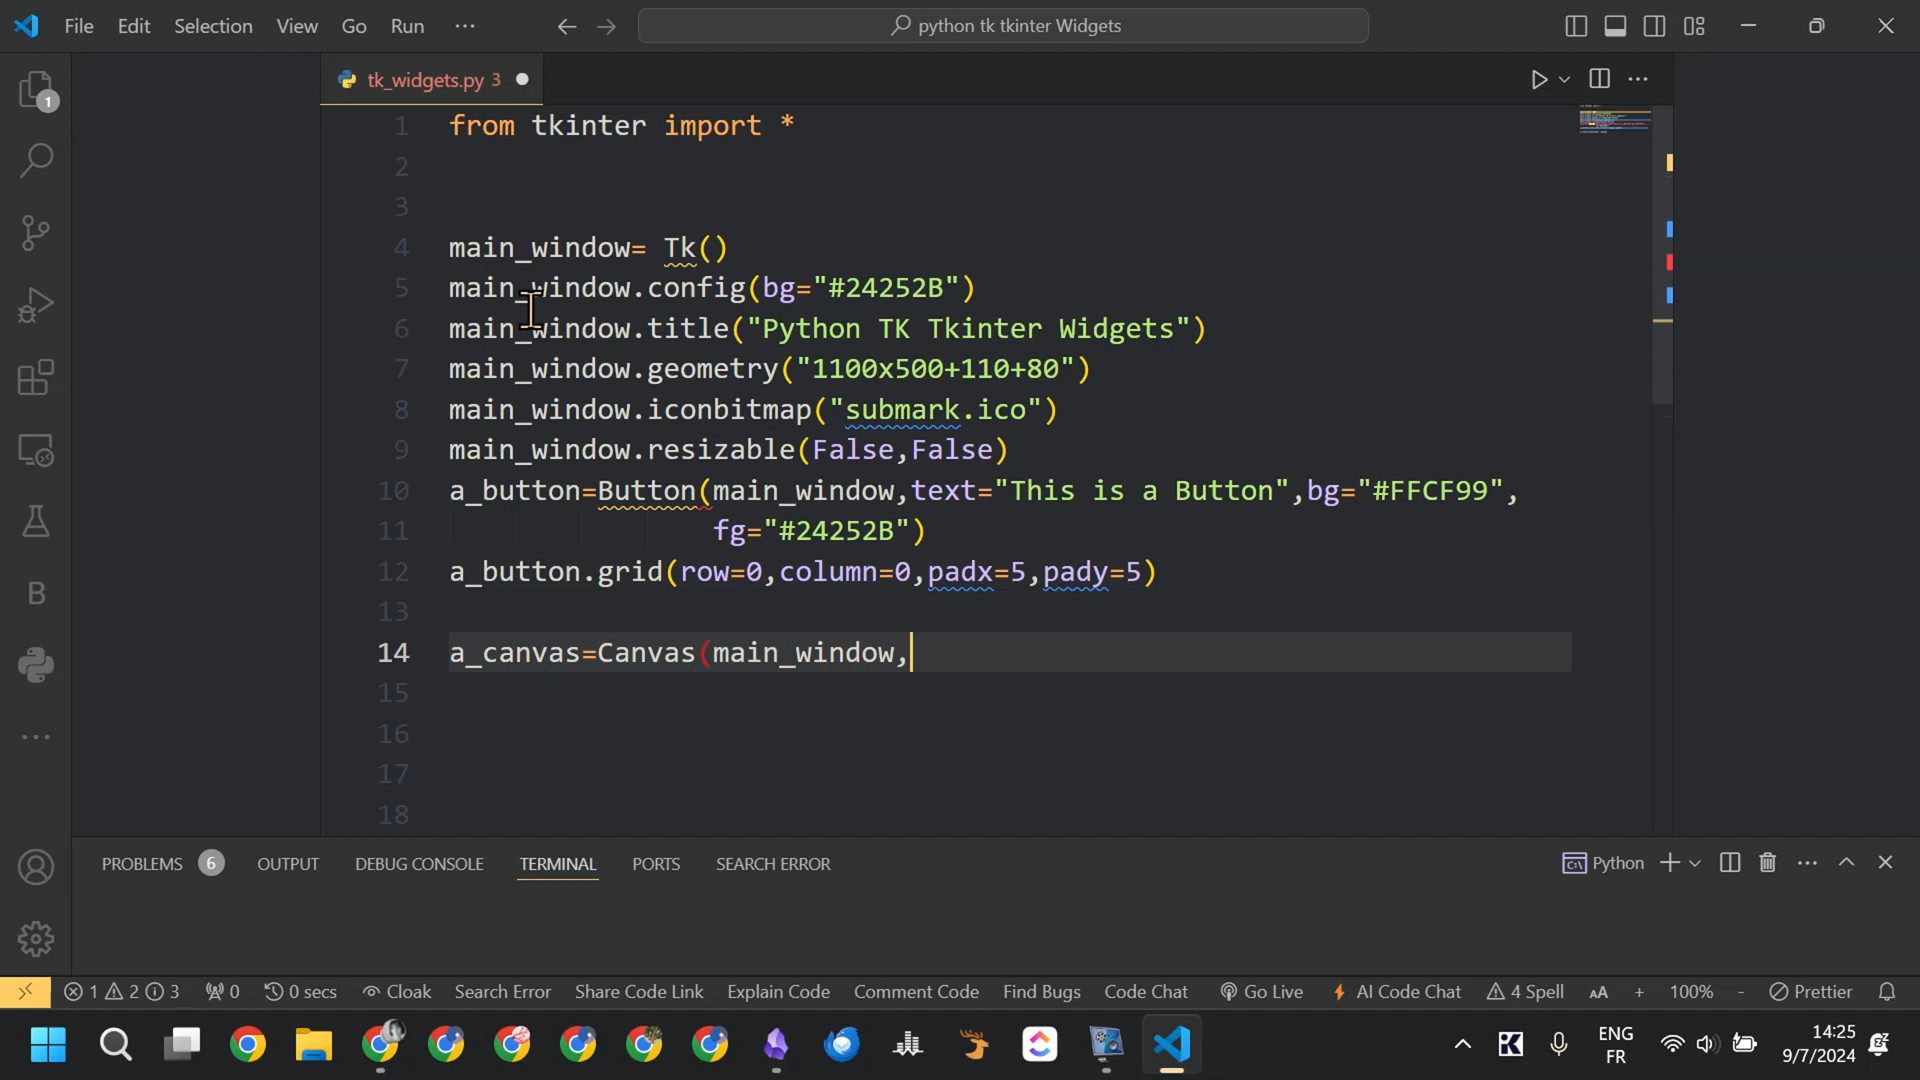 File Edit Selection View Go Run ···
python tk tkinter Widgets
tk_widgets.py 3
1 from tkinter import *
2
3
4 main_window= Tk()
5 main_window.config(bg="#24252B")
6 main_window.title("Python TK Tkinter Widgets")
7 main_window.geometry("1100x500+110+80")
8 main_window.iconbitmap("submark.ico")
9 main_window.resizable(False,False)
10 a_button=Button(main_window,text="This is a Button",bg="#FFCF99",
11 fg="#24252B")
12 a_button.grid(row=0,column=0,padx=5,pady=5)
13
14 a_canvas=Canvas(main_window,
15
16
17
18
1
B
PROBLEMS 6 OUTPUT DEBUG CONSOLE TERMINAL PORTS SEARCH ERROR Python
1 2 3 0 0 secs Cloak Search Error Share Code Link Explain Code Comment Code Find Bugs Code Chat Go Live AI Code Chat 4 Spell AA + 100% - Prettier
ENG 14:25
FR 9/7/2024